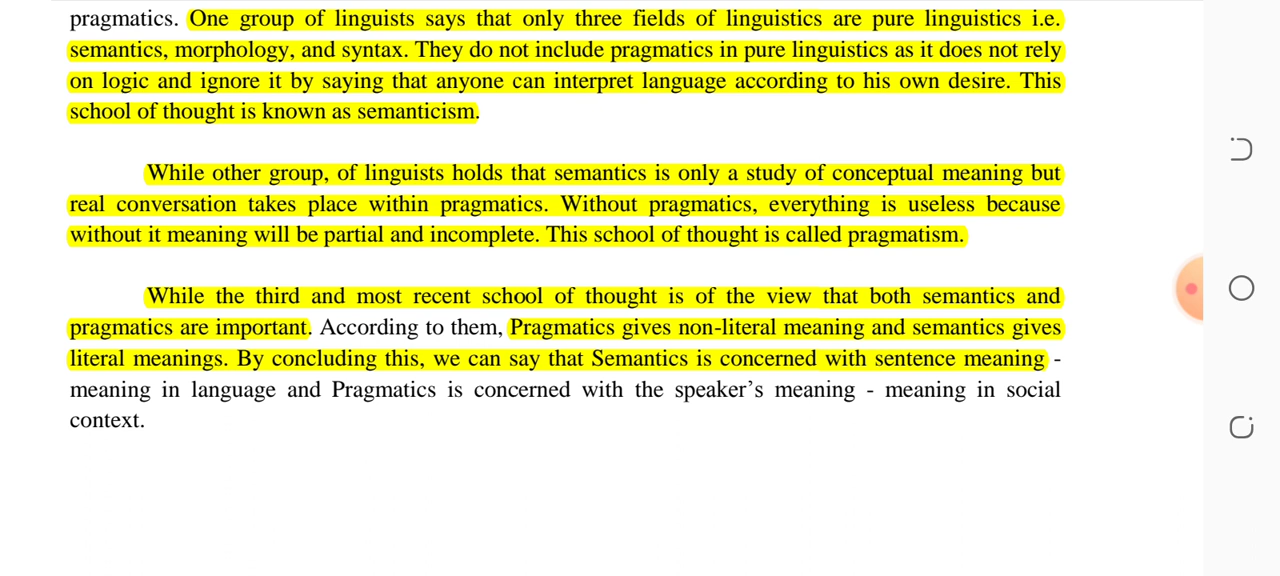 pragmatics. One group of linguists says that only three fields of linguistics are pure linguistics i.e.
semantics, morphology, and syntax. They do not include pragmatics in pure linguistics as it does not rely
on logic and ignore it by saying that anyone can interpret language according to his own desire. This
school of thought is known as semanticism.
While other group, of linguists holds that semantics is only a study of conceptual meaning but
real conversation takes place within pragmatics. Without pragmatics, everything is useless because
without it meaning will be partial and incomplete. This school of thought is called pragmatism.
While the third and most recent school of thought is of the view that both semantics and
pragmatics are important. According to them, Pragmatics gives non-literal meaning and semantics gives
literal meanings. By concluding this, we can say that Semantics is concerned with sentence meaning -
meaning in language and Pragmatics is concerned with the speaker’s meaning - meaning in social
context.